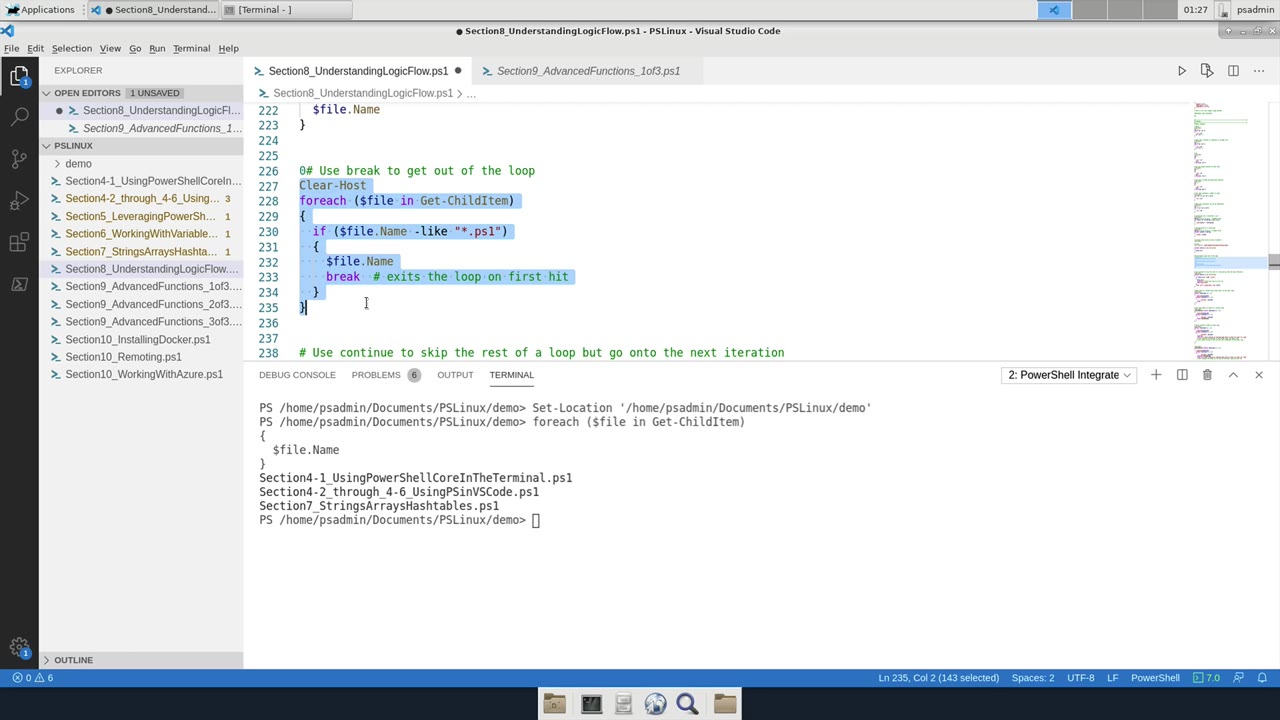 Applications
● Section8_Understand...
[Terminal - ]
01:27
psadmin
● Section8_UnderstandingLogicFlow.ps1 - PSLinux - Visual Studio Code
File Edit Selection View Go Run Terminal Help
EXPLORER
Section8_UnderstandingLogicFlow.ps1 ●
Section9_AdvancedFunctions_1of3.ps1
OPEN EDITORS 1 UNSAVED
● Section8_UnderstandingLogicFl...
Section9_AdvancedFunctions_1...
PSLINUX
demo
Section4-1_UsingPowerShellCoreIn...
Section4-2_through_4-6_Using... 3
Section5_LeveragingPowerSh... 1
Section6_WorkingWithVariable... 1
Section7_StringsArraysHashta... 2
Section8_UnderstandingLogicFlow....
Section9_AdvancedFunctions_1of3....
Section9_AdvancedFunctions_2of3....
Section9_AdvancedFunctions_3of3....
Section10_InstallingDocker.ps1
Section10_Remoting.ps1
Section10_WorkingWithAzure.ps1
OUTLINE
1
1
Section8_UnderstandingLogicFlow.ps1 > ...
222 $file.Name
223 }
224
225
226 0# Use break to get out of the loop
227 Clear-Host
228 foreach ($file in Get-ChildItem)
229 {
230 if ($file.Name -like "*.ps1")
231 {
232 $file.Name
233 break # exits the loop on first hit
234 }
235 }
236
237
238 # Use continue to skip the rest of a loop but go onto the next iteration
DEBUG CONSOLE PROBLEMS 6 OUTPUT TERMINAL
2: PowerShell Integrate
PS /home/psadmin/Documents/PSLinux/demo> Set-Location '/home/psadmin/Documents/PSLinux/demo'
PS /home/psadmin/Documents/PSLinux/demo> foreach ($file in Get-ChildItem)
{
$file.Name
}
Section4-1_UsingPowerShellCoreInTheTerminal.ps1
Section4-2_through_4-6_UsingPSinVSCode.ps1
Section7_StringsArraysHashtables.ps1
PS /home/psadmin/Documents/PSLinux/demo>
0 6
Ln 235, Col 2 (143 selected) Spaces: 2 UTF-8 LF PowerShell 7.0